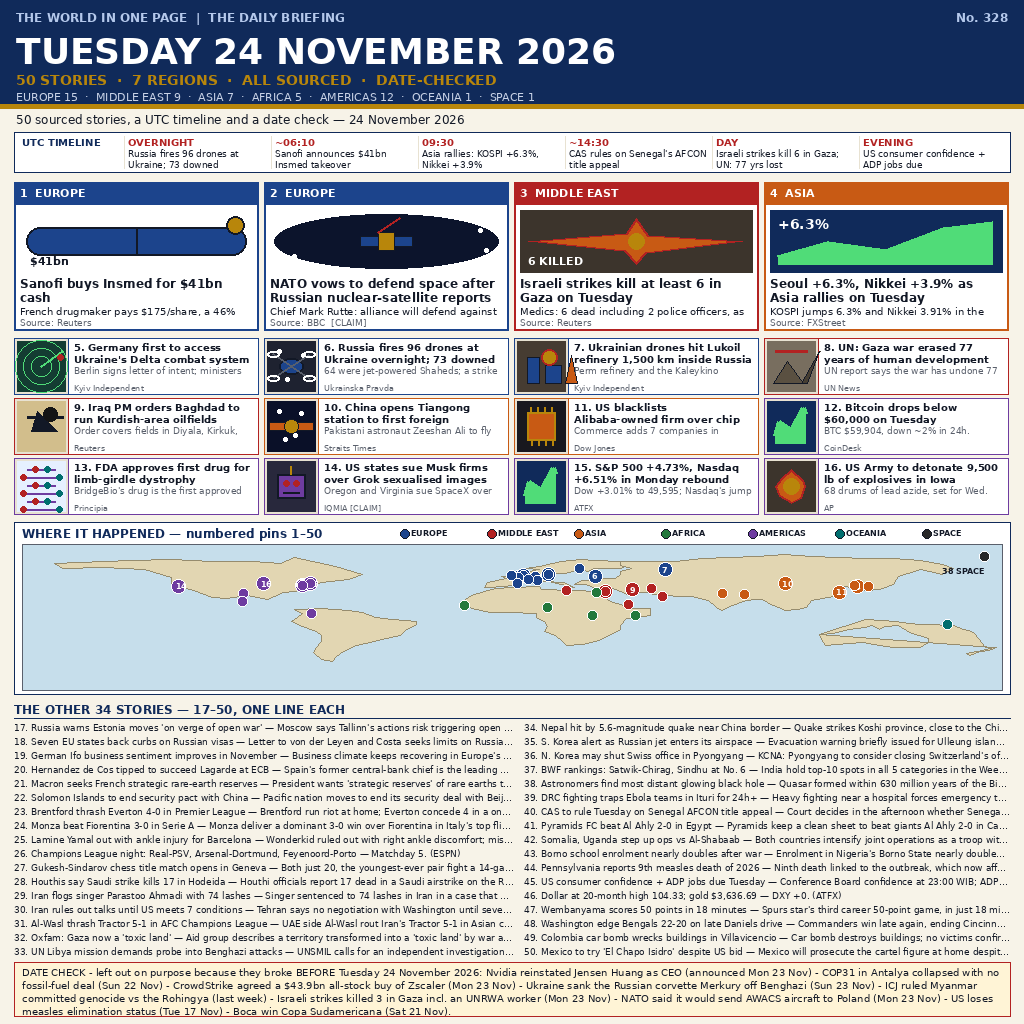 THE WORLD IN ONE PAGE | THE DAILY BRIEFING
No. 328
TUESDAY 24 NOVEMBER 2026
50 STORIES · 7 REGIONS · ALL SOURCED · DATE-CHECKED
EUROPE 15 · MIDDLE EAST 9 · ASIA 7 · AFRICA 5 · AMERICAS 12 · OCEANIA 1 · SPACE 1
50 sourced stories, a UTC timeline and a date check — 24 November 2026
UTC TIMELINE
OVERNIGHT
Russia fires 96 drones at
Ukraine; 73 downed
~06:10
Sanofi announces $41bn
Insmed takeover
09:30
Asia rallies: KOSPI +6.3%,
Nikkei +3.9%
~14:30
CAS rules on Senegal's AFCON
title appeal
DAY
Israeli strikes kill 6 in Gaza;
UN: 77 yrs lost
EVENING
US consumer confidence +
ADP jobs due
1 EUROPE
$41bn
Sanofi buys Insmed for $41bn
cash
French drugmaker pays $175/share, a 46%
Source: Reuters
2 EUROPE
NATO vows to defend space after
Russian nuclear-satellite reports
Chief Mark Rutte: alliance will defend against
Source: BBC [CLAIM]
3 MIDDLE EAST
6 KILLED
Israeli strikes kill at least 6 in
Gaza on Tuesday
Medics: 6 dead including 2 police officers, as
Source: Reuters
4 ASIA
+6.3%
Seoul +6.3%, Nikkei +3.9% as
Asia rallies on Tuesday
KOSPI jumps 6.3% and Nikkei 3.91% in the
Source: FXStreet
5. Germany first to access
Ukraine's Delta combat system
Berlin signs letter of intent; ministers
Kyiv Independent
6. Russia fires 96 drones at
Ukraine overnight; 73 downed
64 were jet-powered Shaheds; a strike
Ukrainska Pravda
7. Ukrainian drones hit Lukoil
refinery 1,500 km inside Russia
Perm refinery and the Kaleykino
Kyiv Independent
8. UN: Gaza war erased 77
years of human development
UN report says the war has undone 77
UN News
9. Iraq PM orders Baghdad to
run Kurdish-area oilfields
Order covers fields in Diyala, Kirkuk,
Reuters
10. China opens Tiangong
station to first foreign
Pakistani astronaut Zeeshan Ali to fly
Straits Times
11. US blacklists
Alibaba-owned firm over chip
Commerce adds 7 companies in
Dow Jones
12. Bitcoin drops below
$60,000 on Tuesday
BTC $59,904, down ~2% in 24h.
CoinDesk
13. FDA approves first drug for
limb-girdle dystrophy
BridgeBio's drug is the first approved
Principia
14. US states sue Musk firms
over Grok sexualised images
Oregon and Virginia sue SpaceX over
IQMIA [CLAIM]
15. S&P 500 +4.73%, Nasdaq
+6.51% in Monday rebound
Dow +3.01% to 49,595; Nasdaq's jump
ATFX
16. US Army to detonate 9,500
lb of explosives in Iowa
68 drums of lead azide, set for Wed.
AP
WHERE IT HAPPENED — numbered pins 1–50
EUROPE
MIDDLE EAST
ASIA
AFRICA
AMERICAS
OCEANIA
SPACE
38 SPACE
14
16
6
7
9
10
11
THE OTHER 34 STORIES — 17–50, ONE LINE EACH
17. Russia warns Estonia moves 'on verge of open war' — Moscow says Tallinn's actions risk triggering open ...
18. Seven EU states back curbs on Russian visas — Letter to von der Leyen and Costa seeks limits on Russia...
19. German Ifo business sentiment improves in November — Business climate keeps recovering in Europe's ...
20. Hernandez de Cos tipped to succeed Lagarde at ECB — Spain's former central-bank chief is the leading ...
21. Macron seeks French strategic rare-earth reserves — President wants 'strategic reserves' of rare earths t...
22. Solomon Islands to end security pact with China — Pacific nation moves to end its security deal with Beij...
23. Brentford thrash Everton 4-0 in Premier League — Brentford run riot at home; Everton concede 4 in a on...
24. Monza beat Fiorentina 3-0 in Serie A — Monza deliver a dominant 3-0 win over Fiorentina in Italy's top fli...
25. Lamine Yamal out with ankle injury for Barcelona — Wonderkid ruled out with right ankle discomfort; mis...
26. Champions League night: Real-PSV, Arsenal-Dortmund, Feyenoord-Porto — Matchday 5. (ESPN)
27. Gukesh-Sindarov chess title match opens in Geneva — Both just 20, the youngest-ever pair fight a 14-ga...
28. Houthis say Saudi strike kills 17 in Hodeida — Houthi officials report 17 dead in a Saudi airstrike on the R...
29. Iran flogs singer Parastoo Ahmadi with 74 lashes — Singer sentenced to 74 lashes in Iran in a case that ...
30. Iran rules out talks until US meets 7 conditions — Tehran says no negotiation with Washington until seve...
31. Al-Wasl thrash Tractor 5-1 in AFC Champions League — UAE side Al-Wasl rout Iran's Tractor 5-1 in Asian c...
32. Oxfam: Gaza now a 'toxic land' — Aid group describes a territory transformed into a 'toxic land' by war a...
33. UN Libya mission demands probe into Benghazi attacks — UNSMIL calls for an independent investigation...
34. Nepal hit by 5.6-magnitude quake near China border — Quake strikes Koshi province, close to the Chi...
35. S. Korea alert as Russian jet enters its airspace — Evacuation warning briefly issued for Ulleung islan...
36. N. Korea may shut Swiss office in Pyongyang — KCNA: Pyongyang to consider closing Switzerland's of...
37. BWF rankings: Satwik-Chirag, Sindhu at No. 6 — India hold top-10 spots in all 5 categories in the Wee...
38. Astronomers find most distant glowing black hole — Quasar formed within 630 million years of the Bi...
39. DRC fighting traps Ebola teams in Ituri for 24h+ — Heavy fighting near a hospital forces emergency t...
40. CAS to rule Tuesday on Senegal AFCON title appeal — Court decides in the afternoon whether Senega...
41. Pyramids FC beat Al Ahly 2-0 in Egypt — Pyramids keep a clean sheet to beat giants Al Ahly 2-0 in Ca...
42. Somalia, Uganda step up ops vs Al-Shabaab — Both countries intensify joint operations as a troop wit...
43. Borno school enrolment nearly doubles after war — Enrolment in Nigeria's Borno State nearly double...
44. Pennsylvania reports 9th measles death of 2026 — Ninth death linked to the outbreak, which now aff...
45. US consumer confidence + ADP jobs due Tuesday — Conference Board confidence at 23:00 WIB; ADP...
46. Dollar at 20-month high 104.33; gold $3,636.69 — DXY +0. (ATFX)
47. Wembanyama scores 50 points in 18 minutes — Spurs star's third career 50-point game, in just 18 mi...
48. Washington edge Bengals 22-20 on late Daniels drive — Commanders win late again, ending Cincinn...
49. Colombia car bomb wrecks buildings in Villavicencio — Car bomb destroys buildings; no victims confir...
50. Mexico to try 'El Chapo Isidro' despite US bid — Mexico will prosecute the cartel figure at home despit...
DATE CHECK - left out on purpose because they broke BEFORE Tuesday 24 November 2026: Nvidia reinstated Jensen Huang as CEO (announced Mon 23 Nov) - COP31 in Antalya collapsed with no
fossil-fuel deal (Sun 22 Nov) - CrowdStrike agreed a $43.9bn all-stock buy of Zscaler (Mon 23 Nov) - Ukraine sank the Russian corvette Merkury off Benghazi (Sun 23 Nov) - ICJ ruled Myanmar
committed genocide vs the Rohingya (last week) - Israeli strikes killed 3 in Gaza incl. an UNRWA worker (Mon 23 Nov) - NATO said it would send AWACS aircraft to Poland (Mon 23 Nov) - US loses
measles elimination status (Tue 17 Nov) - Boca win Copa Sudamericana (Sat 21 Nov).